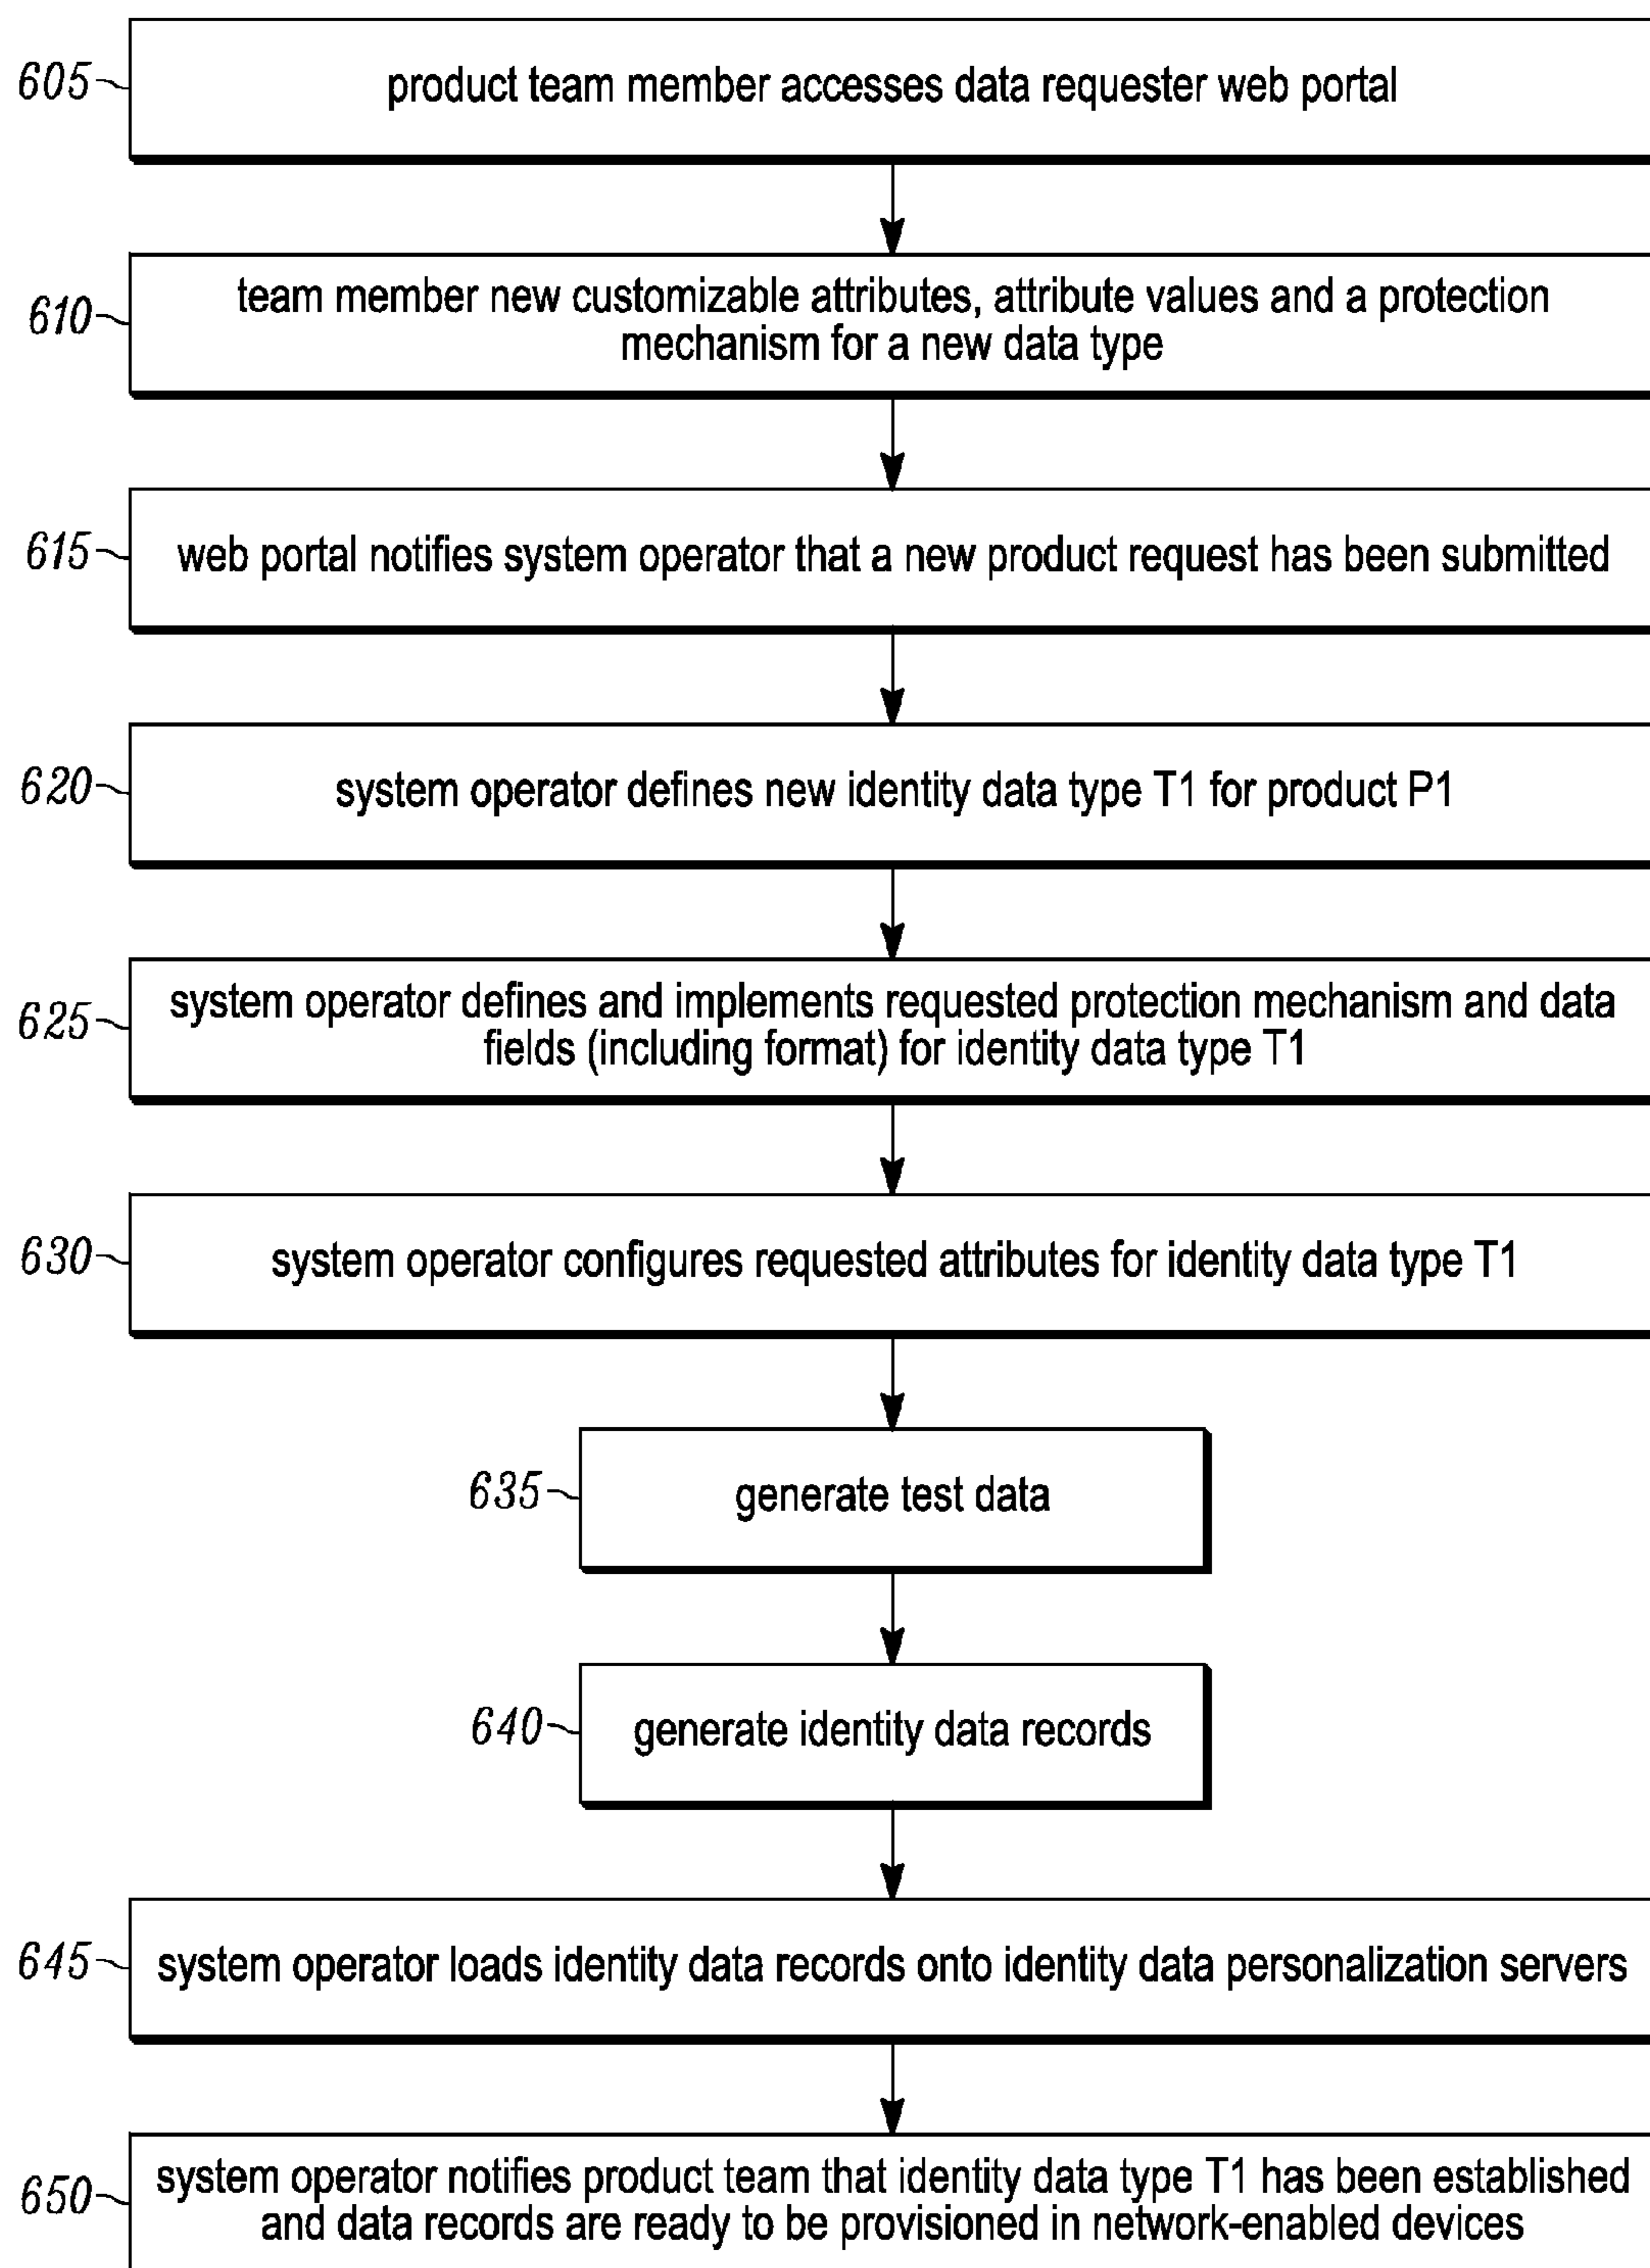 605
product team member accesses data requester web portal
610
team member new customizable attributes, attribute values and a protection
mechanism for a new data type
615
web portal notifies system operator that a new product request has been submitted
620
system operator defines new identity data type T1 for product P1
625
system operator defines and implements requested protection mechanism and data
fields (including format) for identity data type T1
630
system operator configures requested attributes for identity data type T1
635
generate test data
640
generate identity data records
645
system operator loads identity data records onto identity data personalization servers
650
system operator notifies product team that identity data type T1 has been established
and data records are ready to be provisioned in network-enabled devices